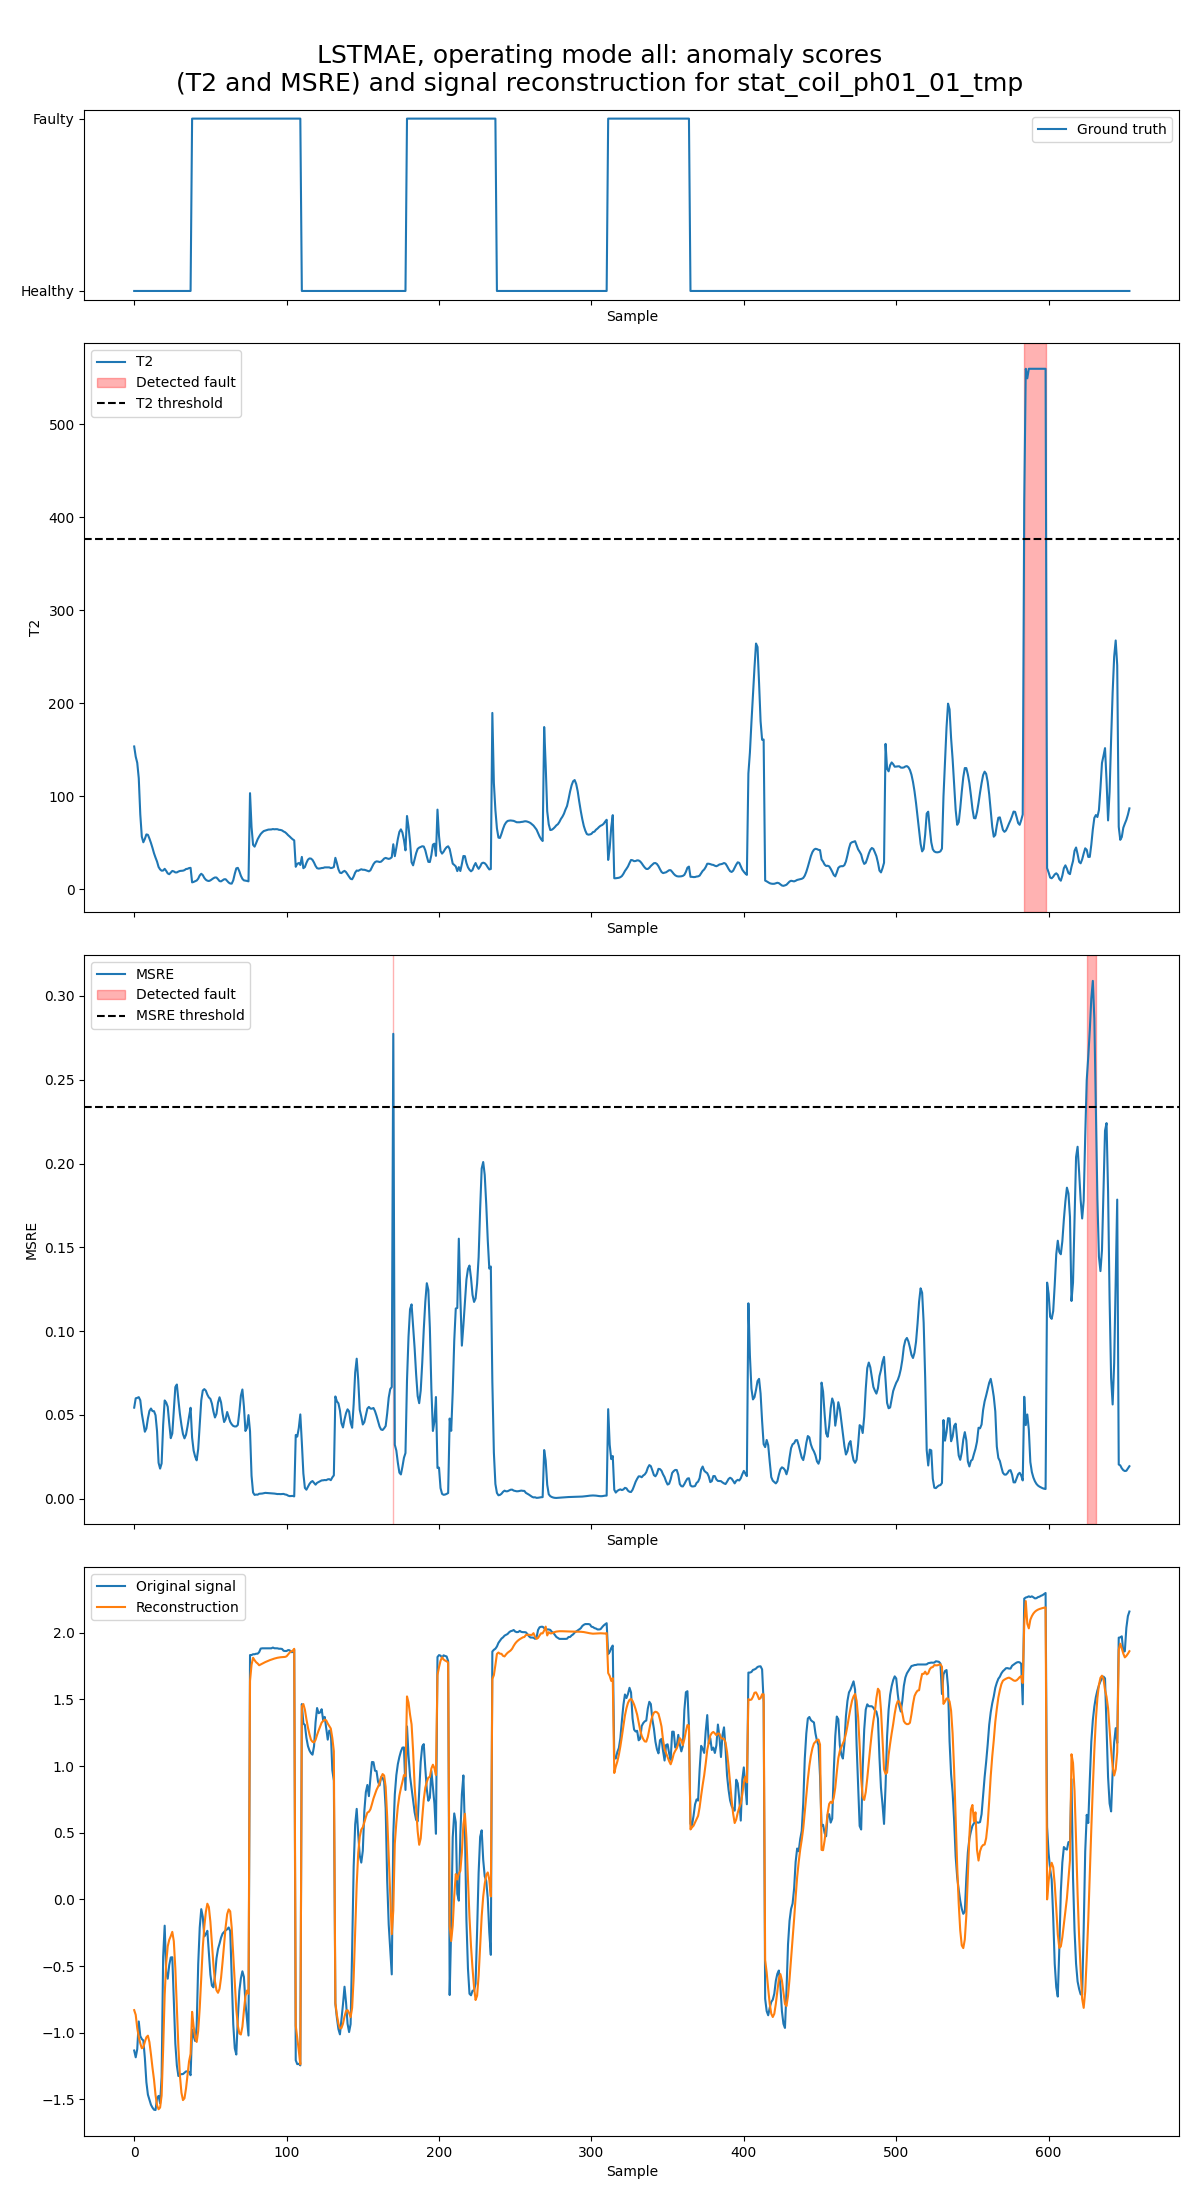 LSTMAE, operating mode all: anomaly scores
(T2 and MSRE) and signal reconstruction for stat_coil_ph01_01_tmp
Faulty
Healthy
Ground truth
Sample
T2
Detected fault
T2 threshold
500
400
300
200
100
0
T2
Sample
MSRE
Detected fault
MSRE threshold
0.30
0.25
0.20
0.15
0.10
0.05
0.00
MSRE
Sample
Original signal
Reconstruction
2.0
1.5
1.0
0.5
0.0
−0.5
−1.0
−1.5
0 100 200 300 400 500 600
Sample